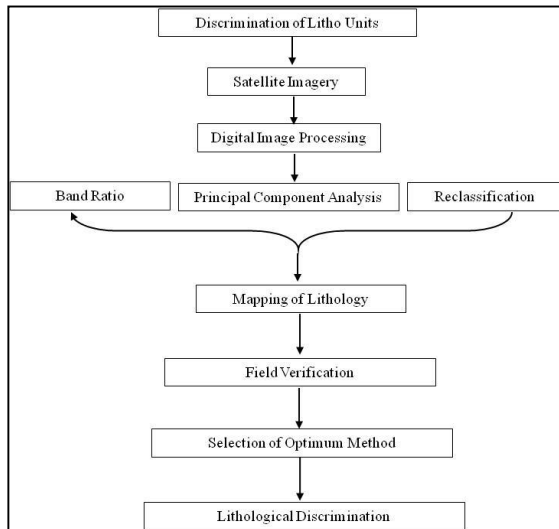 Discrimination of Litho Units
Satellite Imagery
Digital Image Processing
Band Ratio
Principal Component Analysis
Reclassification
Mapping of Lithology
Field Verification
Selection of Optimum Method
Lithological Discrimination